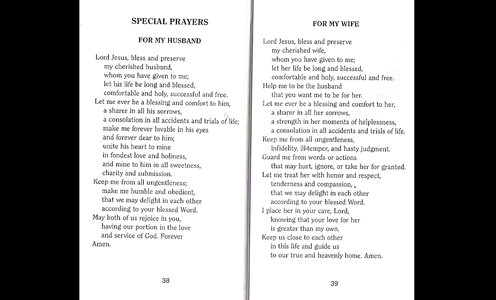 SPECIAL PRAYERS
FOR MY HUSBAND
Lord Jesus, bless and preserve
my cherished husband,
whom you have given to me;
let his life be long and blessed,
comfortable and holy, successful and free.
Let me ever be a blessing and comfort to him,
a sharer in all his sorrows,
a consolation in all accidents and trials of life;
make me forever lovable in his eyes
and forever dear to him;
unite his heart to mine
in fondest love and holiness,
and mine to him in all sweetness,
charity and submission.
Keep me from all ungentleness;
make me humble and obedient,
that we may delight in each other
according to your blessed Word.
May both of us rejoice in you,
having our portion in the love
and service of God. Forever
Amen.
38
FOR MY WIFE
Lord Jesus, bless and preserve
my cherished wife,
whom you have given to me;
let her life be long and blessed,
comfortable and holy, successful and free.
Help me to be the husband
that you want me to be for her.
Let me ever be a blessing and comfort to her,
a sharer in all her sorrows,
a strength in her moments of helplessness,
a consolation in all accidents and trials of life.
Keep me from all ungentleness,
infidelity, ill-temper, and hasty judgment.
Guard me from words or actions
that may hurt, ignore, or take her for granted.
Let me treat her with honor and respect,
tenderness and compassion,
that we may delight in each other
according to your blessed Word.
I place her in your care, Lord,
knowing that your love for her
is greater than my own.
Keep us close to each other
in this life and guide us
to our true and heavenly home. Amen.
39